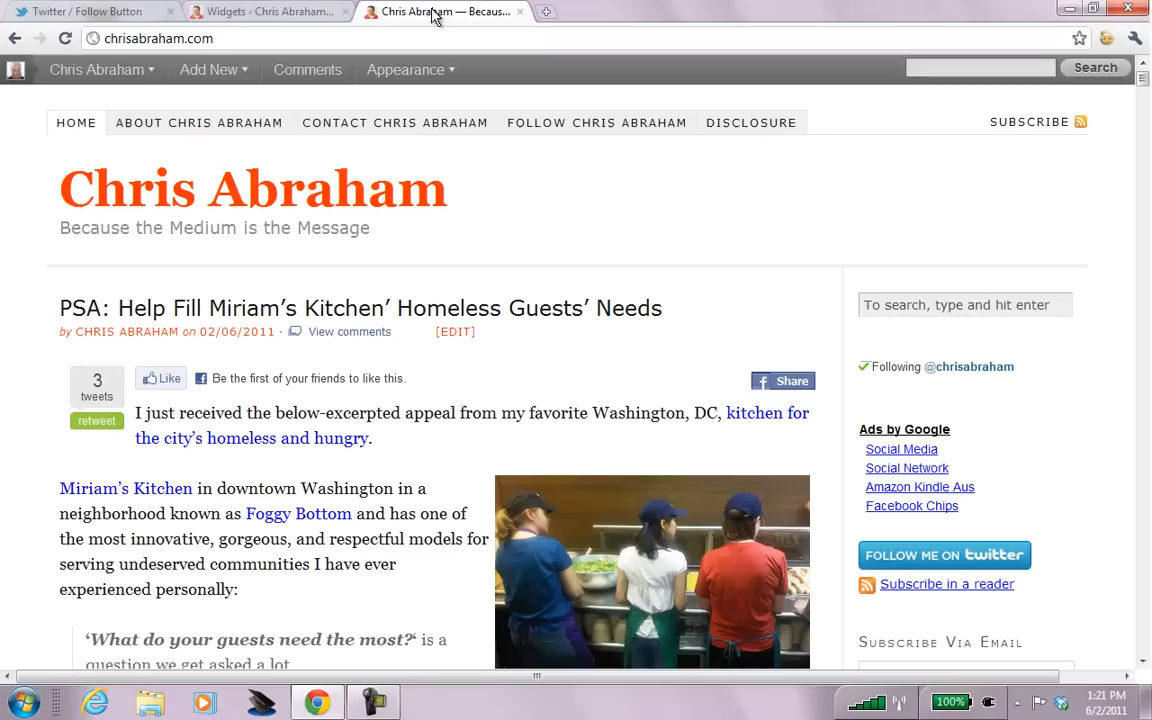 Twitter / Follow Button
Widgets ‹ Chris Abraham...
Chris Abraham — Becaus...
chrisabraham.com
Chris Abraham
Add New
Comments
Appearance
Search
HOME
ABOUT CHRIS ABRAHAM
CONTACT CHRIS ABRAHAM
FOLLOW CHRIS ABRAHAM
DISCLOSURE
SUBSCRIBE
Chris Abraham
Because the Medium is the Message
PSA: Help Fill Miriam's Kitchen' Homeless Guests' Needs
by CHRIS ABRAHAM on 02/06/2011 · View comments [EDIT]
3
tweets
retweet
Like
Be the first of your friends to like this.
Share
I just received the below-excerpted appeal from my favorite Washington, DC, kitchen for
the city's homeless and hungry.
Miriam's Kitchen in downtown Washington in a
neighborhood known as Foggy Bottom and has one of
the most innovative, gorgeous, and respectful models for
serving undeserved communities I have ever
experienced personally:
'What do your guests need the most?' is a
question we get asked a lot.
To search, type and hit enter
Following @chrisabraham
Ads by Google
Social Media
Social Network
Amazon Kindle Aus
Facebook Chips
FOLLOW ME ON twitter
Subscribe in a reader
SUBSCRIBE VIA EMAIL
100%
1:21 PM
6/2/2011